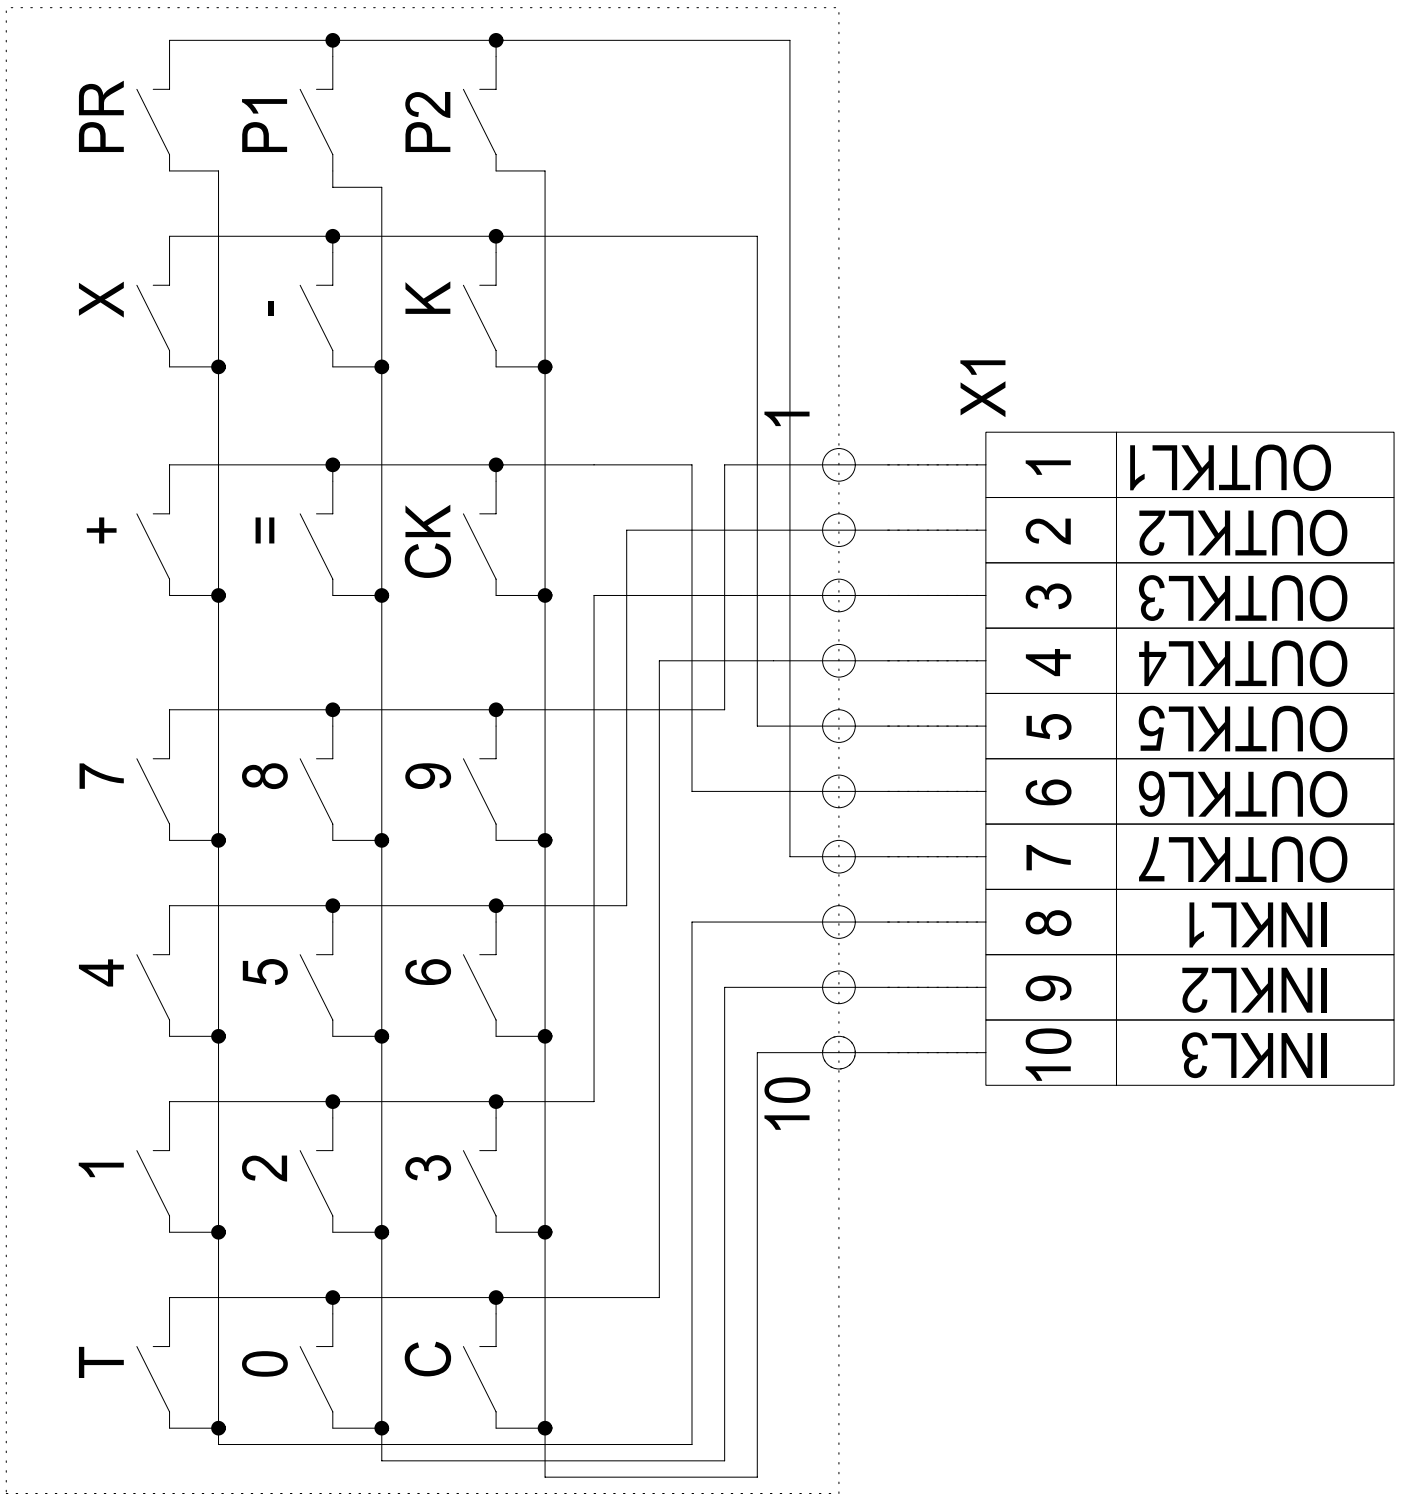 PR P1 P2
X - K
+ = CK
7 8 9
4 5 6
1 2 3
T 0 C
1
10
X1
1 OUTKL1
2 OUTKL2
3 OUTKL3
4 OUTKL4
5 OUTKL5
6 OUTKL6
7 OUTKL7
8 INKL1
9 INKL2
10 INKL3